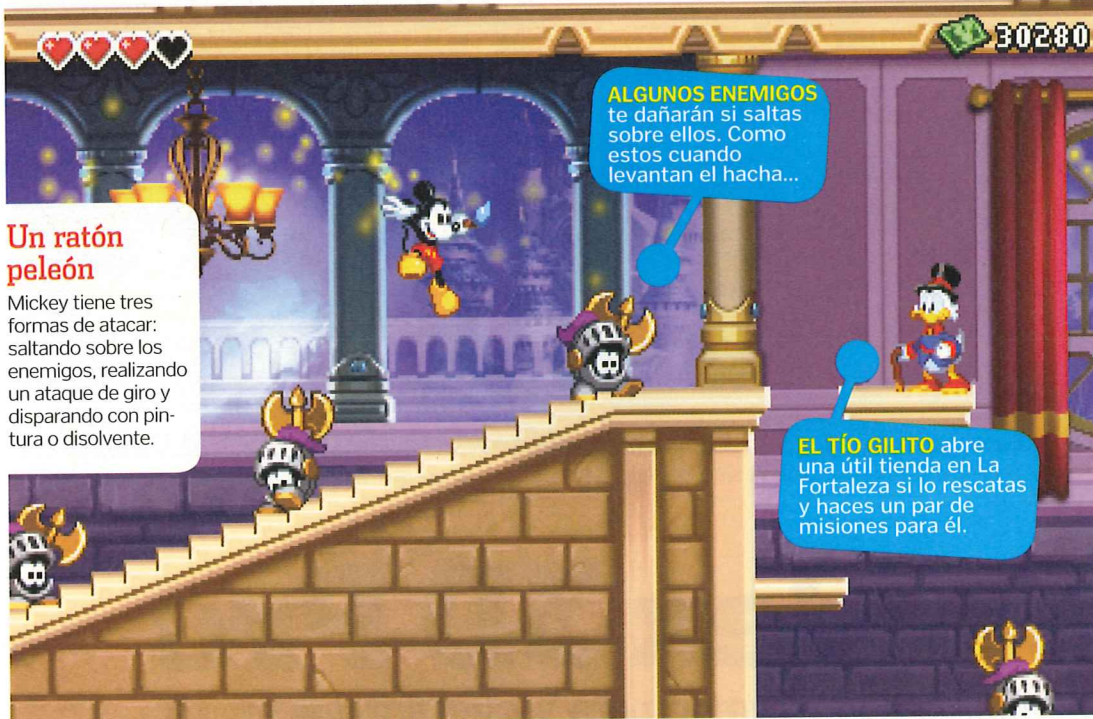 30280
ALGUNOS ENEMIGOS
te dañarán si saltas
sobre ellos. Como
estos cuando
levantan el hacha...
Un ratón
peleón
Mickey tiene tres
formas de atacar:
saltando sobre los
enemigos, realizando
un ataque de giro y
disparando con pin-
tura o disolvente.
EL TÍO GILITO abre
una útil tienda en La
Fortaleza si lo rescatas
y haces un par de
misiones para él.